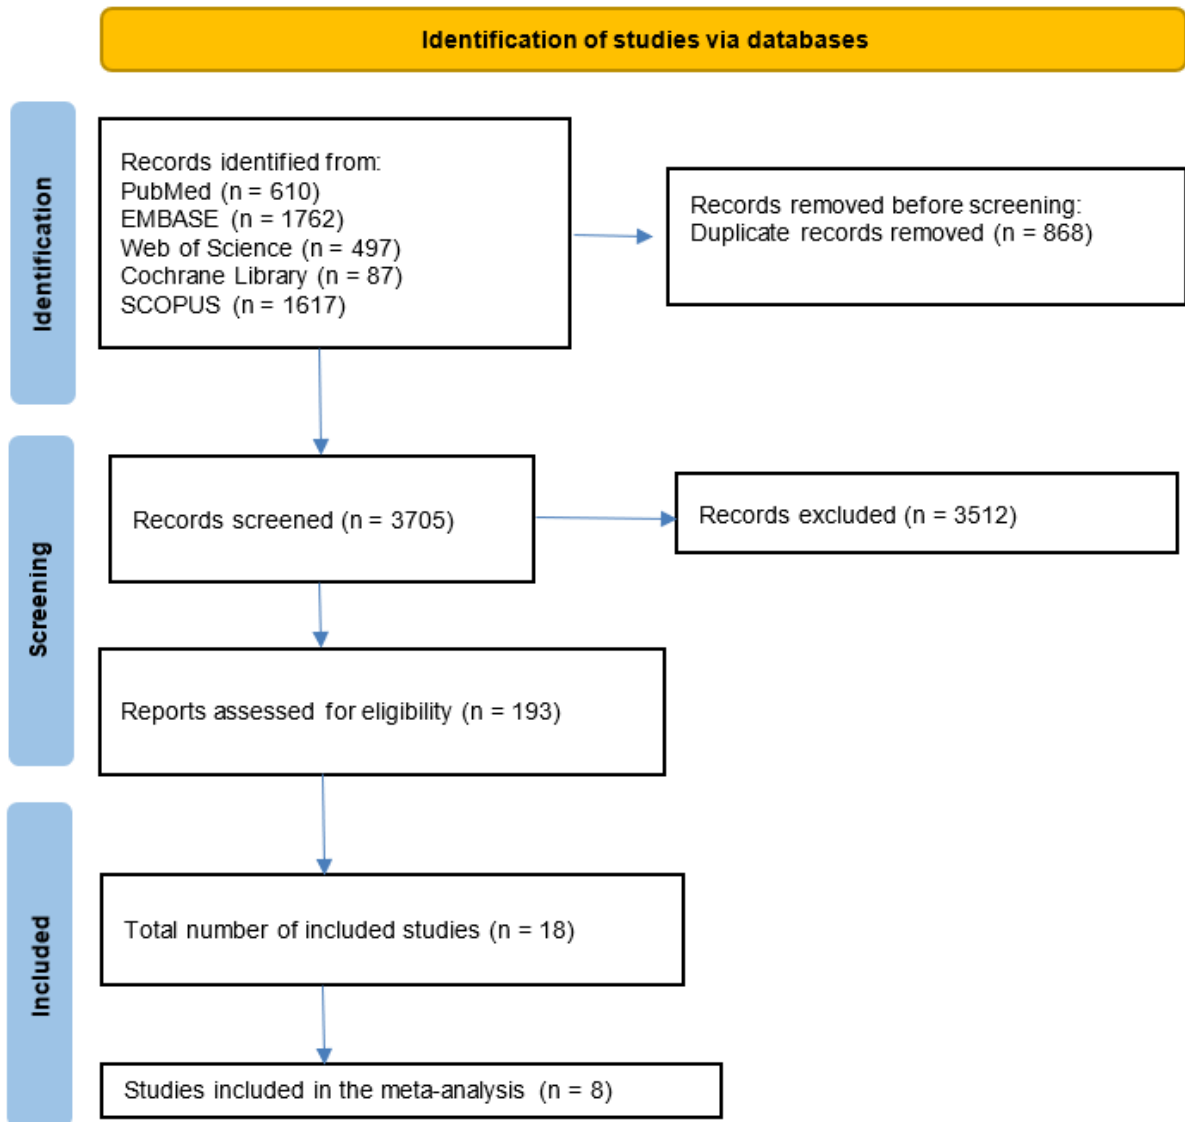 Identification of studies via databases
Identification
Records identified from:
PubMed (n = 610)
EMBASE (n = 1762)
Web of Science (n = 497)
Cochrane Library (n = 87)
SCOPUS (n = 1617)
Records removed before screening:
Duplicate records removed (n = 868)
Screening
Records screened (n = 3705)
Records excluded (n = 3512)
Reports assessed for eligibility (n = 193)
Included
Total number of included studies (n = 18)
Studies included in the meta-analysis (n = 8)